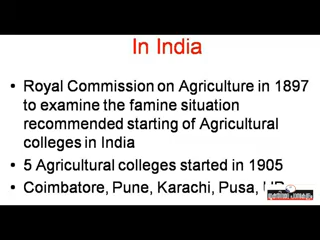 In India
• Royal Commission on Agriculture in 1897
to examine the famine situation
recommended starting of Agricultural
colleges in India
• 5 Agricultural colleges started in 1905
• Coimbatore, Pune, Karachi, Pusa,